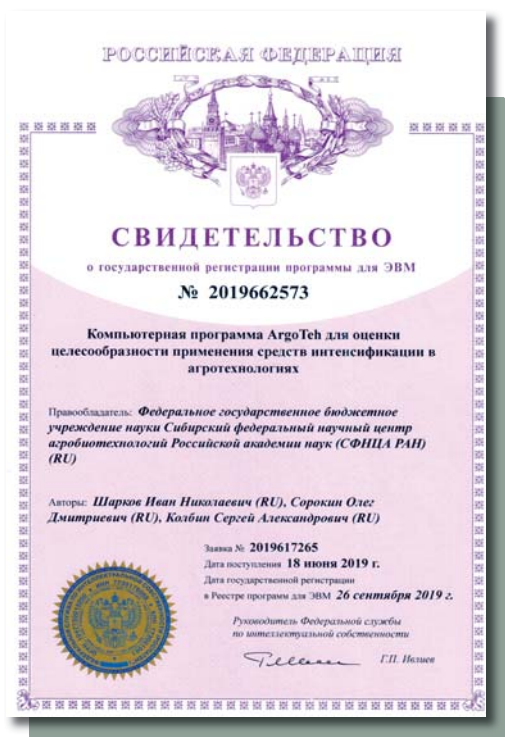 РОССИЙСКАЯ ФЕДЕРАЦИЯ
СВИДЕТЕЛЬСТВО
о государственной регистрации программы для ЭВМ
№ 2019662573
Компьютерная программа ArgoTeh для оценки
целесообразности применения средств интенсификации в
агротехнологиях
Правообладатель: Федеральное государственное бюджетное
учреждение науки Сибирский федеральный научный центр
агробиотехнологий Российской академии наук (СФНЦА РАН)
(RU)
Авторы: Шарков Иван Николаевич (RU), Сорокин Олег
Дмитриевич (RU), Колбин Сергей Александрович (RU)
Заявка № 2019617265
Дата поступления 18 июня 2019 г.
Дата государственной регистрации
в Реестре программ для ЭВМ 26 сентября 2019 г.
Руководитель Федеральной службы
по интеллектуальной собственности
Г.П. Ивлиев